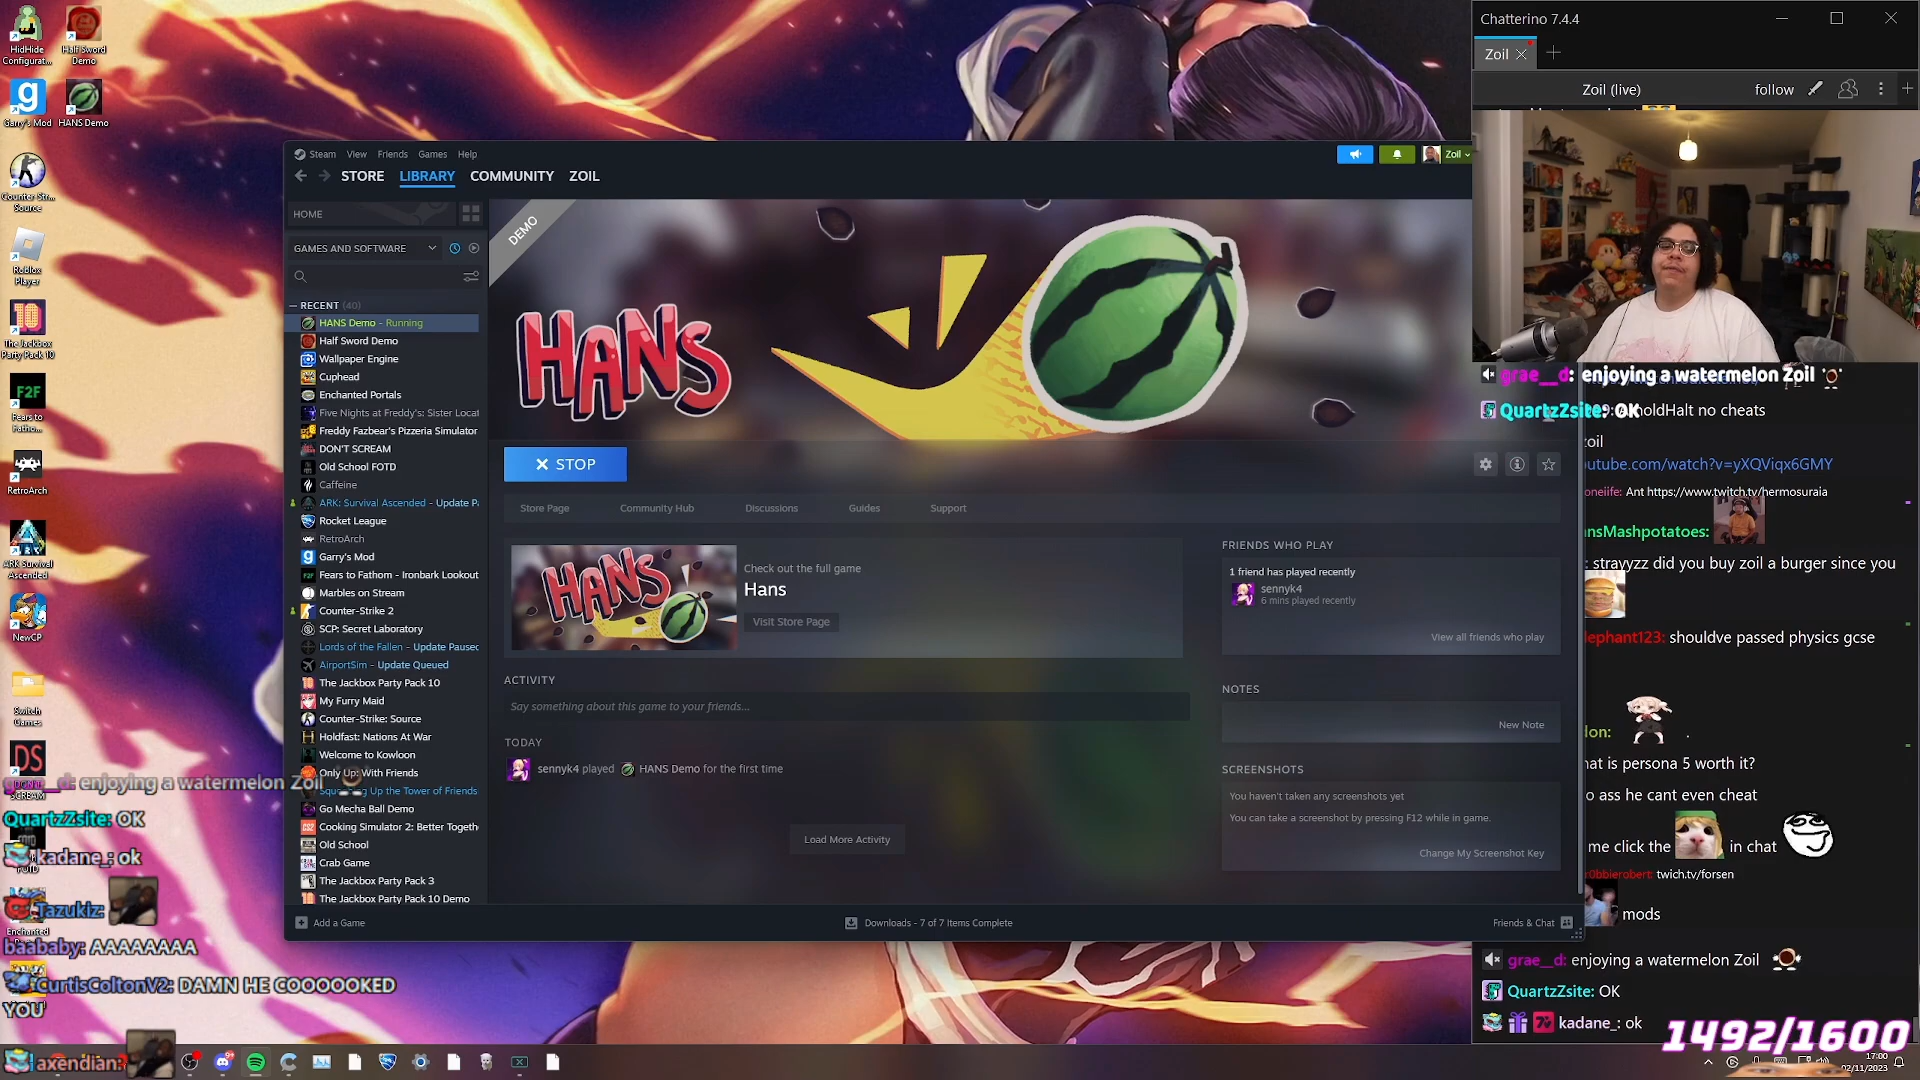 HidHide
Configurat...
Half Sword
Demo
Garry's Mod
HANS Demo
Counter Str...
Source
Roblox
Player
The Jackbox
Party Pack 10
F2F
Fears to
Fatho...
RetroArch
ARK Survival
Ascended
NewCP
Switch
Games
DS
Steam View Friends Games Help
STORE LIBRARY COMMUNITY ZOIL
Zoil
HOME
GAMES AND SOFTWARE
RECENT (40)
HANS Demo - Running
Half Sword Demo
Wallpaper Engine
Cuphead
Enchanted Portals
Five Nights at Freddy's: Sister Locat
Freddy Fazbear's Pizzeria Simulator
DON'T SCREAM
Old School FOTD
Caffeine
ARK: Survival Ascended - Update P
Rocket League
RetroArch
Garry's Mod
Fears to Fathom - Ironbark Lookout
Marbles on Stream
Counter-Strike 2
SCP: Secret Laboratory
Lords of the Fallen - Update Paused
AirportSim - Update Queued
The Jackbox Party Pack 10
My Furry Maid
Counter-Strike: Source
Holdfast: Nations At War
Welcome to Kowloon
Only Up: With Friends
Up the Tower of Friends
Go Mecha Ball Demo
Cooking Simulator 2: Better Togeth
Old School
Crab Game
The Jackbox Party Pack 3
The Jackbox Party Pack 10 Demo
Add a Game
DEMO
HANS
STOP
Store Page Community Hub Discussions Guides Support
HANS
Check out the full game
Hans
Visit Store Page
ACTIVITY
Say something about this game to your friends...
TODAY
sennyk4 played HANS Demo for the first time
Load More Activity
FRIENDS WHO PLAY
1 friend has played recently
sennyk4
6 mins played recently
View all friends who play
NOTES
New Note
SCREENSHOTS
You haven't taken any screenshots yet
You can take a screenshot by pressing F12 while in game.
Change My Screenshot Key
Downloads - 7 of 7 Items Complete
Friends & Chat
grae__d: enjoying a watermelon Zoil
QuartzZsite: OK
kadane_: ok
Tazukiz:
baababy: AAAAAAAA
CurtisColtonV2: DAMN HE COOOOOKED
YOU
axendian:
Chatterino 7.4.4
Zoil
Zoil (live) follow
grae__d: enjoying a watermelon Zoil
QuartzZsite: OK
holdHalt no cheats
zoil
utube.com/watch?v=yXQViqx6GMY
oneiife: Ant https://www.twitch.tv/hermosuraia
nsMashpotatoes:
: strayyzz did you buy zoil a burger since you
lephant123: shouldve passed physics gcse
lon: .
at is persona 5 worth it?
o ass he cant even cheat
me click the in chat
r0bbierobert: twich.tv/forsen
mods
grae__d: enjoying a watermelon Zoil
QuartzZsite: OK
kadane_: ok
1492/1600
17:00
02/11/2023